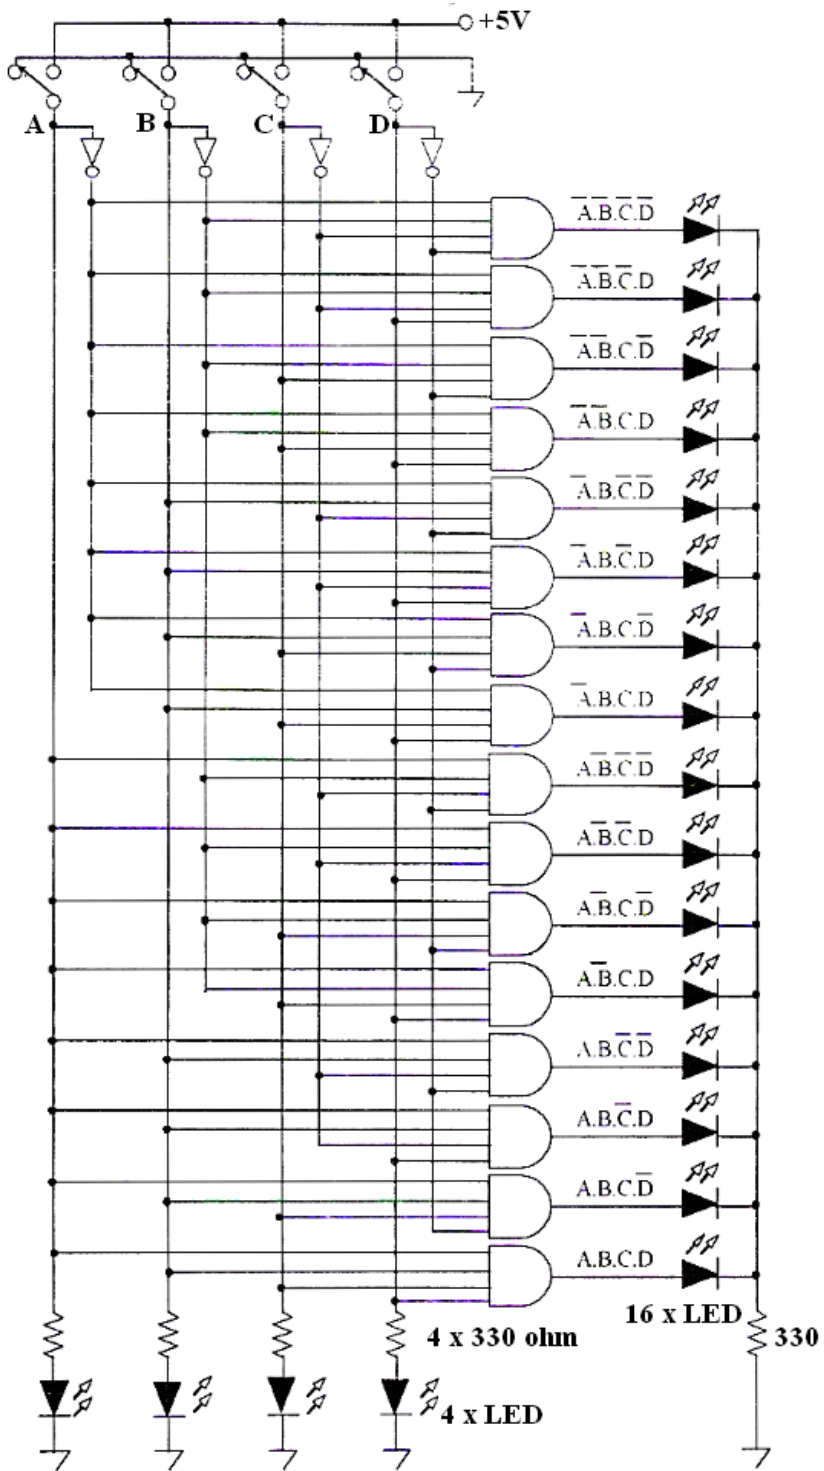 +5V
A B C D
A̅.B̅.C̅.D̅
A̅.B̅.C̅.D
A̅.B̅.C.D̅
A̅.B̅.C.D
A̅.B.C̅.D̅
A̅.B.C̅.D
A̅.B.C.D̅
A̅.B.C.D
A.B̅.C̅.D̅
A.B̅.C̅.D
A.B̅.C.D̅
A.B̅.C.D
A.B.C̅.D̅
A.B.C̅.D
A.B.C.D̅
A.B.C.D
16 x LED
4 x 330 ohm
330
4 x LED